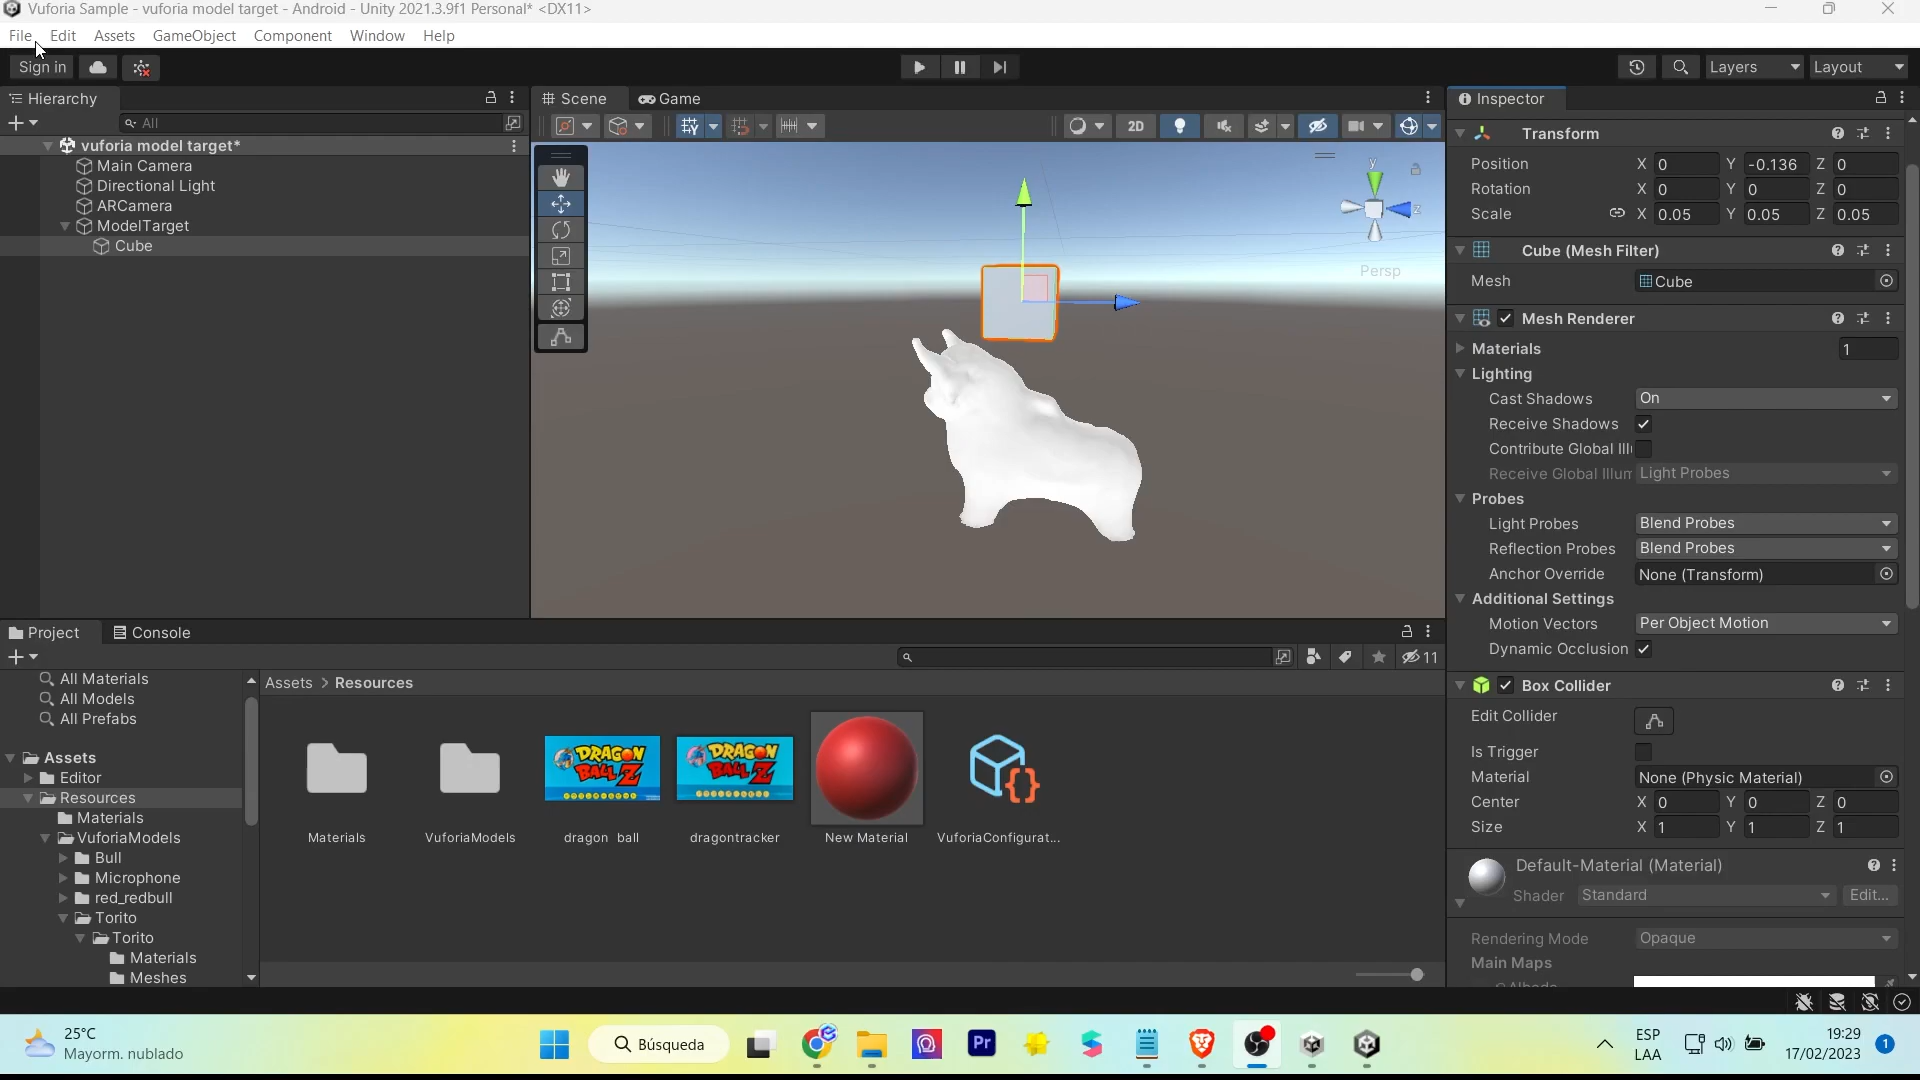 Vuforia Sample - vuforia model target - Android - Unity 2021.3.9f1 Personal* <DX11>
File Edit Assets GameObject Component Window Help
Sign in
Layers
Layout
Hierarchy
All
vuforia model target*
Main Camera
Directional Light
ARCamera
ModelTarget
Cube
Scene
Game
2D
y
z
Persp
Inspector
Transform
Position X 0 Y -0.136 Z 0
Rotation X 0 Y 0 Z 0
Scale X 0.05 Y 0.05 Z 0.05
Cube (Mesh Filter)
Mesh Cube
Mesh Renderer
Materials 1
Lighting
Cast Shadows On
Receive Shadows
Contribute Global Illu
Receive Global Illum Light Probes
Probes
Light Probes Blend Probes
Reflection Probes Blend Probes
Anchor Override None (Transform)
Additional Settings
Motion Vectors Per Object Motion
Dynamic Occlusion
Box Collider
Edit Collider
Is Trigger
Material None (Physic Material)
Center X 0 Y 0 Z 0
Size X 1 Y 1 Z 1
Default-Material (Material)
Shader Standard Edit...
Rendering Mode Opaque
Main Maps
Albedo
Project
Console
11
All Materials
All Models
All Prefabs
Assets
Editor
Resources
Materials
VuforiaModels
Bull
Microphone
red_redbull
Torito
Torito
Materials
Meshes
Assets > Resources
DRAGON
BALL Z
DRAGON
BALL Z
Materials
VuforiaModels
dragon ball
dragontracker
New Material
VuforiaConfigurat...
25°C
Mayorm. nublado
Búsqueda
Pr
ESP
LAA
19:29
17/02/2023
1